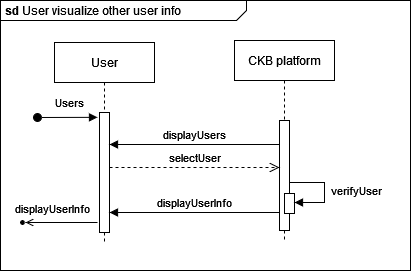 sd User visualize other user info
User
CKB platform
Users
displayUsers
selectUser
verifyUser
displayUserInfo
displayUserInfo